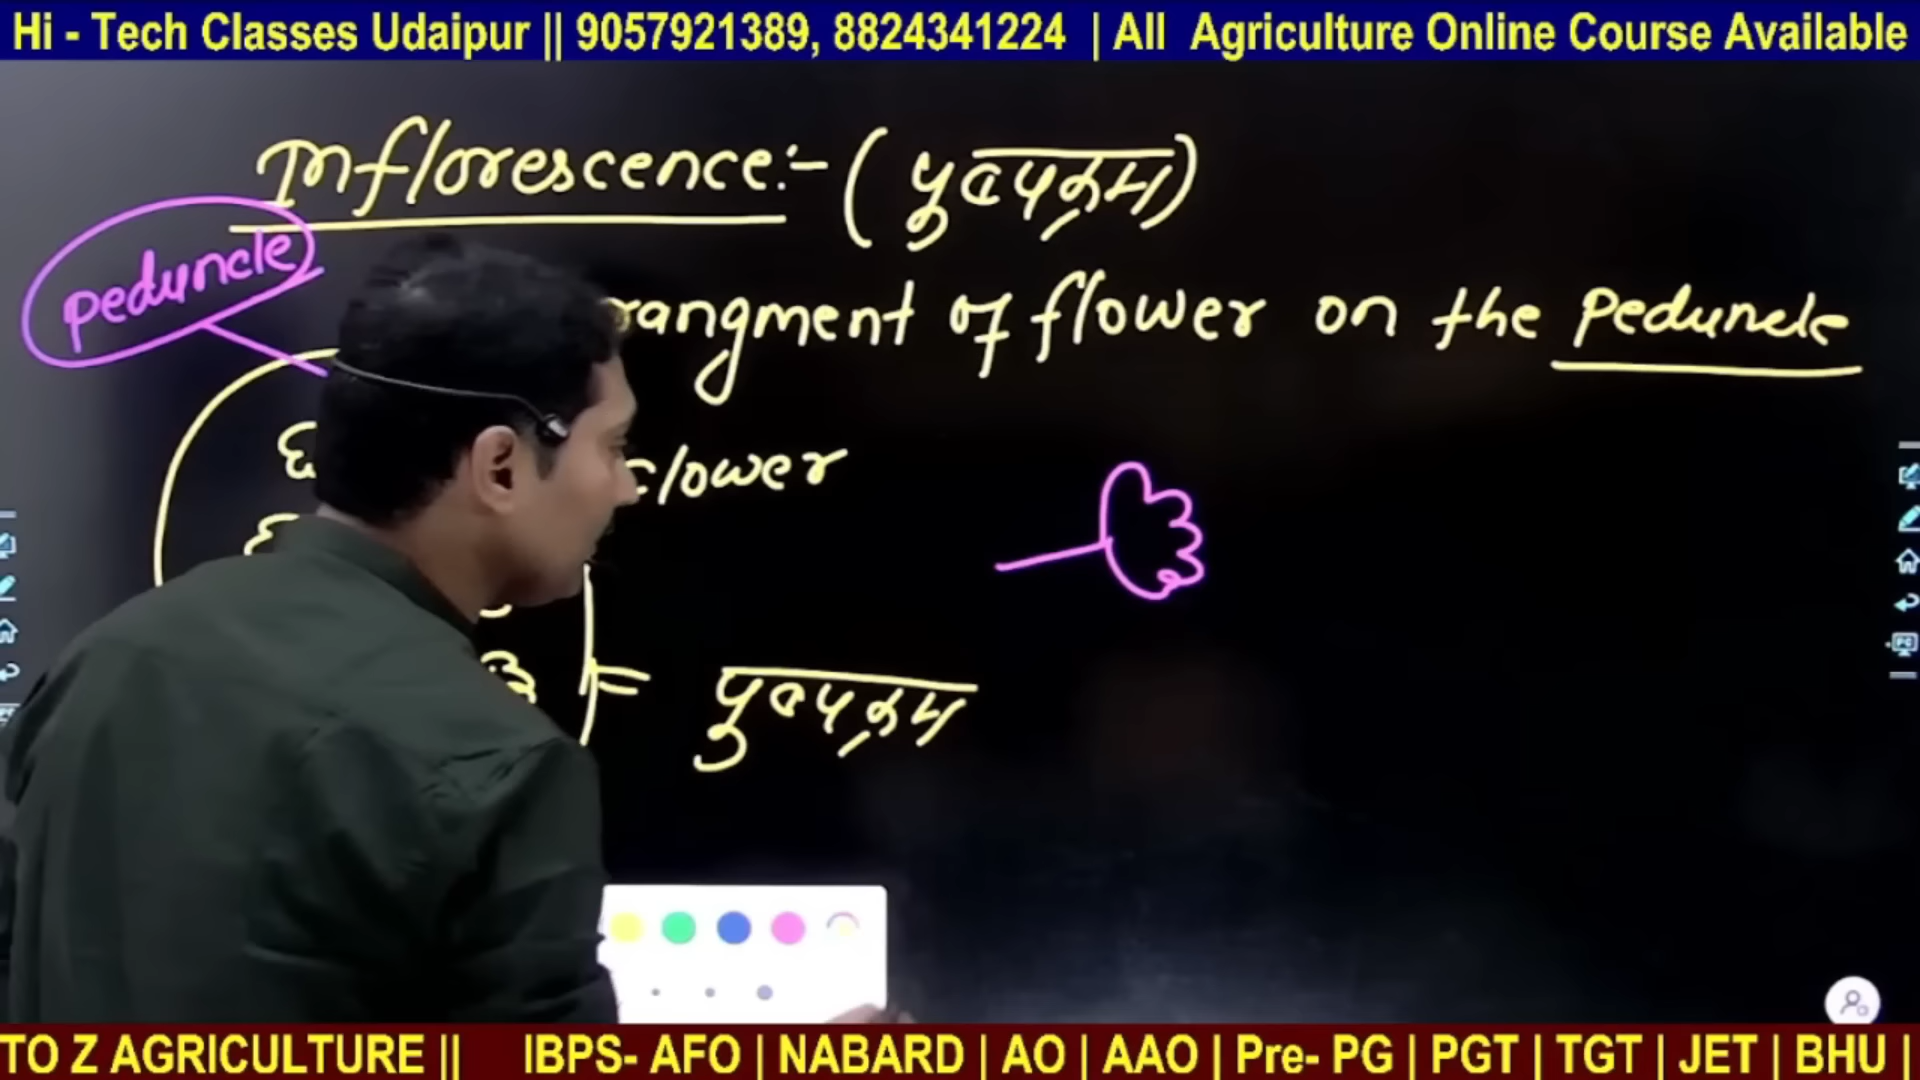 Hi - Tech Classes Udaipur || 9057921389, 8824341224 | All Agriculture Online Course Available
Inflorescence:- (पुष्पक्रम)
peduncle
rangment of flower on the Peduncle
lower
= पुष्पक्रम
TO Z AGRICULTURE || IBPS- AFO | NABARD | AO | AAO | Pre- PG | PGT | TGT | JET | BHU |